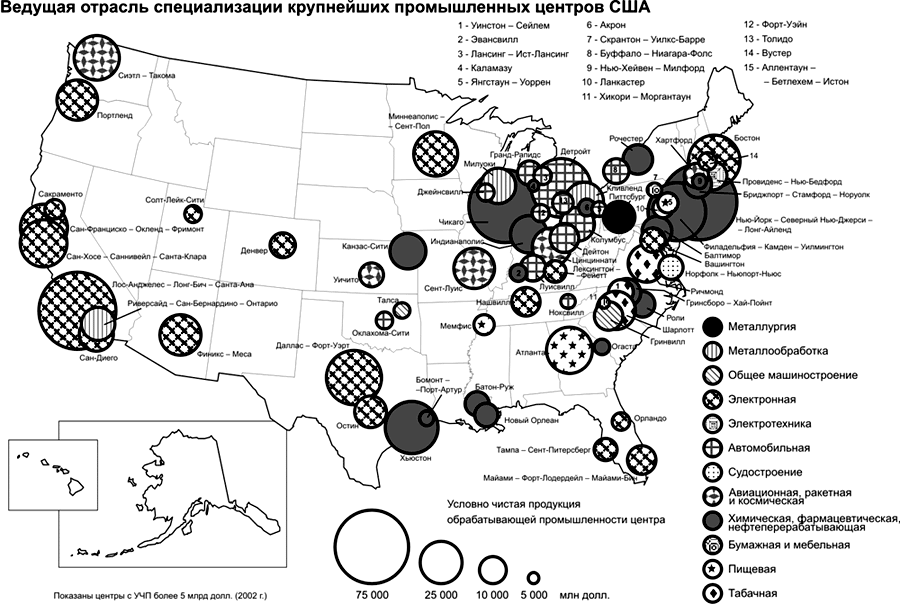 Ведущая отрасль специализации крупнейших промышленных центров США
1 - Уинстон – Сейлем
2 - Эвансвилл
3 - Лансинг – Ист-Лансинг
4 - Каламазу
5 - Янгстаун - Уоррен
6 - Акрон
7 - Скрантон – Уилкс-Барре
8 - Буффало – Ниагара-Фолс
9 - Нью-Хейвен – Милфорд
10 - Ланкастер
11 - Хикори – Моргантаун
12 - Форт-Уэйн
13 - Толидо
14 - Вустер
15 - Аллентаун –
– Бетлехем – Истон
Сиэтл – Такома
Портленд
Миннеаполис –
– Сент-Пол
Гранд-Рапидс
Детройт
Рочестер
Хартфорд
Бостон
14
Милуоки
Джейнсвилл
Чикаго
Кливленд
Питтсбург
Провиденс – Нью-Бедфорд
Бриджпорт – Стамфорд – Норуолк
Нью-Йорк – Северный Нью-Джерси –
– Лонг-Айленд
Филадельфия – Камден – Уилмингтон
Балтимор
Вашингтон
Норфолк – Ньюпорт-Ньюс
Ричмонд
Гринсборо – Хай-Пойнт
Роли
Шарлотт
Гринвилл
Сакраменто
Солт-Лейк-Сити
Сан-Франциско – Окленд – Фримонт
Сан-Хосе – Саннивейл – Санта-Клара
Денвер
Канзас-Сити
Индианаполис
Колумбус
Дейтон
Цинциннати
Лексингтон –
–Фейетт
Луисвилл
Уичито
Сент-Луис
Нашвилл
Ноксвилл
11
10
7
8
12
13
2
1
Лос-Анджелес – Лонг-Бич – Санта-Ана
Риверсайд – Сан-Бернардино – Онтарио
Талса
Оклахома-Сити
Мемфис
Атланта
Огаста
Сан-Диего
Финикс – Меса
Даллас – Форт-Уэрт
Бомонт –
–Порт-Артур
Батон-Руж
Остин
Хьюстон
Новый Орлеан
Орландо
Тампа – Сент-Питерсберг
Майами – Форт-Лодердейл – Майами-Бич
Металлургия
Металлообработка
Общее машиностроение
Электронная
Электротехника
Автомобильная
Судостроение
Авиационная, ракетная
и космическая
Химическая, фармацевтическая,
нефтеперерабатывающая
Бумажная и мебельная
Пищевая
Табачная
Условно чистая продукция
обрабатывающей промышленности центра
75 000
25 000
10 000
5 000
млн долл.
Показаны центры с УЧП более 5 млрд долл. (2002 г.)